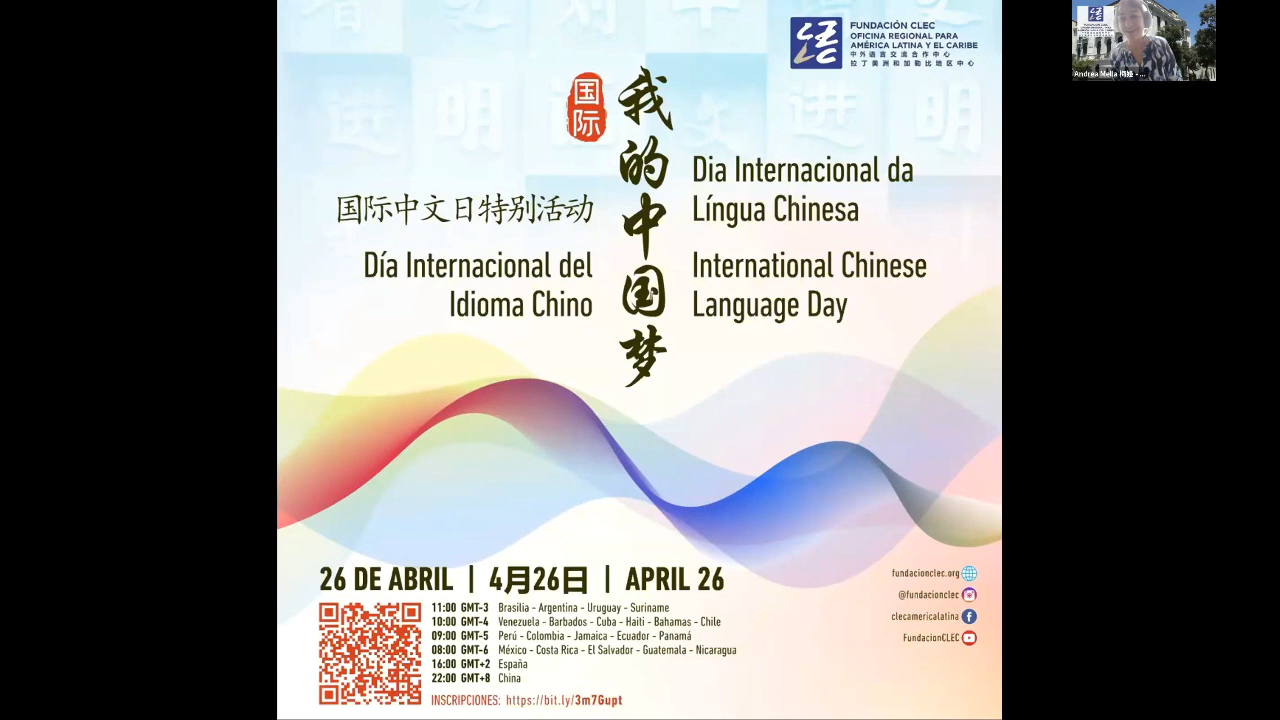 FUNDACIÓN CLEC
OFICINA REGIONAL PARA
AMÉRICA LATINA Y EL CARIBE
中外语言交流合作中心
拉丁美洲和加勒比地区中心
国际
我的中国梦
国际中文日特别活动
Día Internacional del
Idioma Chino
Dia Internacional da
Língua Chinesa
International Chinese
Language Day
26 DE ABRIL | 4月26日 | APRIL 26
11:00 GMT-3 Brasilia - Argentina - Uruguay - Suriname
10:00 GMT-4 Venezuela - Barbados - Cuba - Haiti - Bahamas - Chile
09:00 GMT-5 Perú - Colombia - Jamaica - Ecuador - Panamá
08:00 GMT-6 México - Costa Rica - El Salvador - Guatemala - Nicaragua
16:00 GMT+2 España
22:00 GMT+8 China
INSCRIPCIONES: https://bit.ly/3m7Gupt
fundacionclec.org
@fundacionclec
clecamericalatina
FundacionCLEC
Andrea Mella